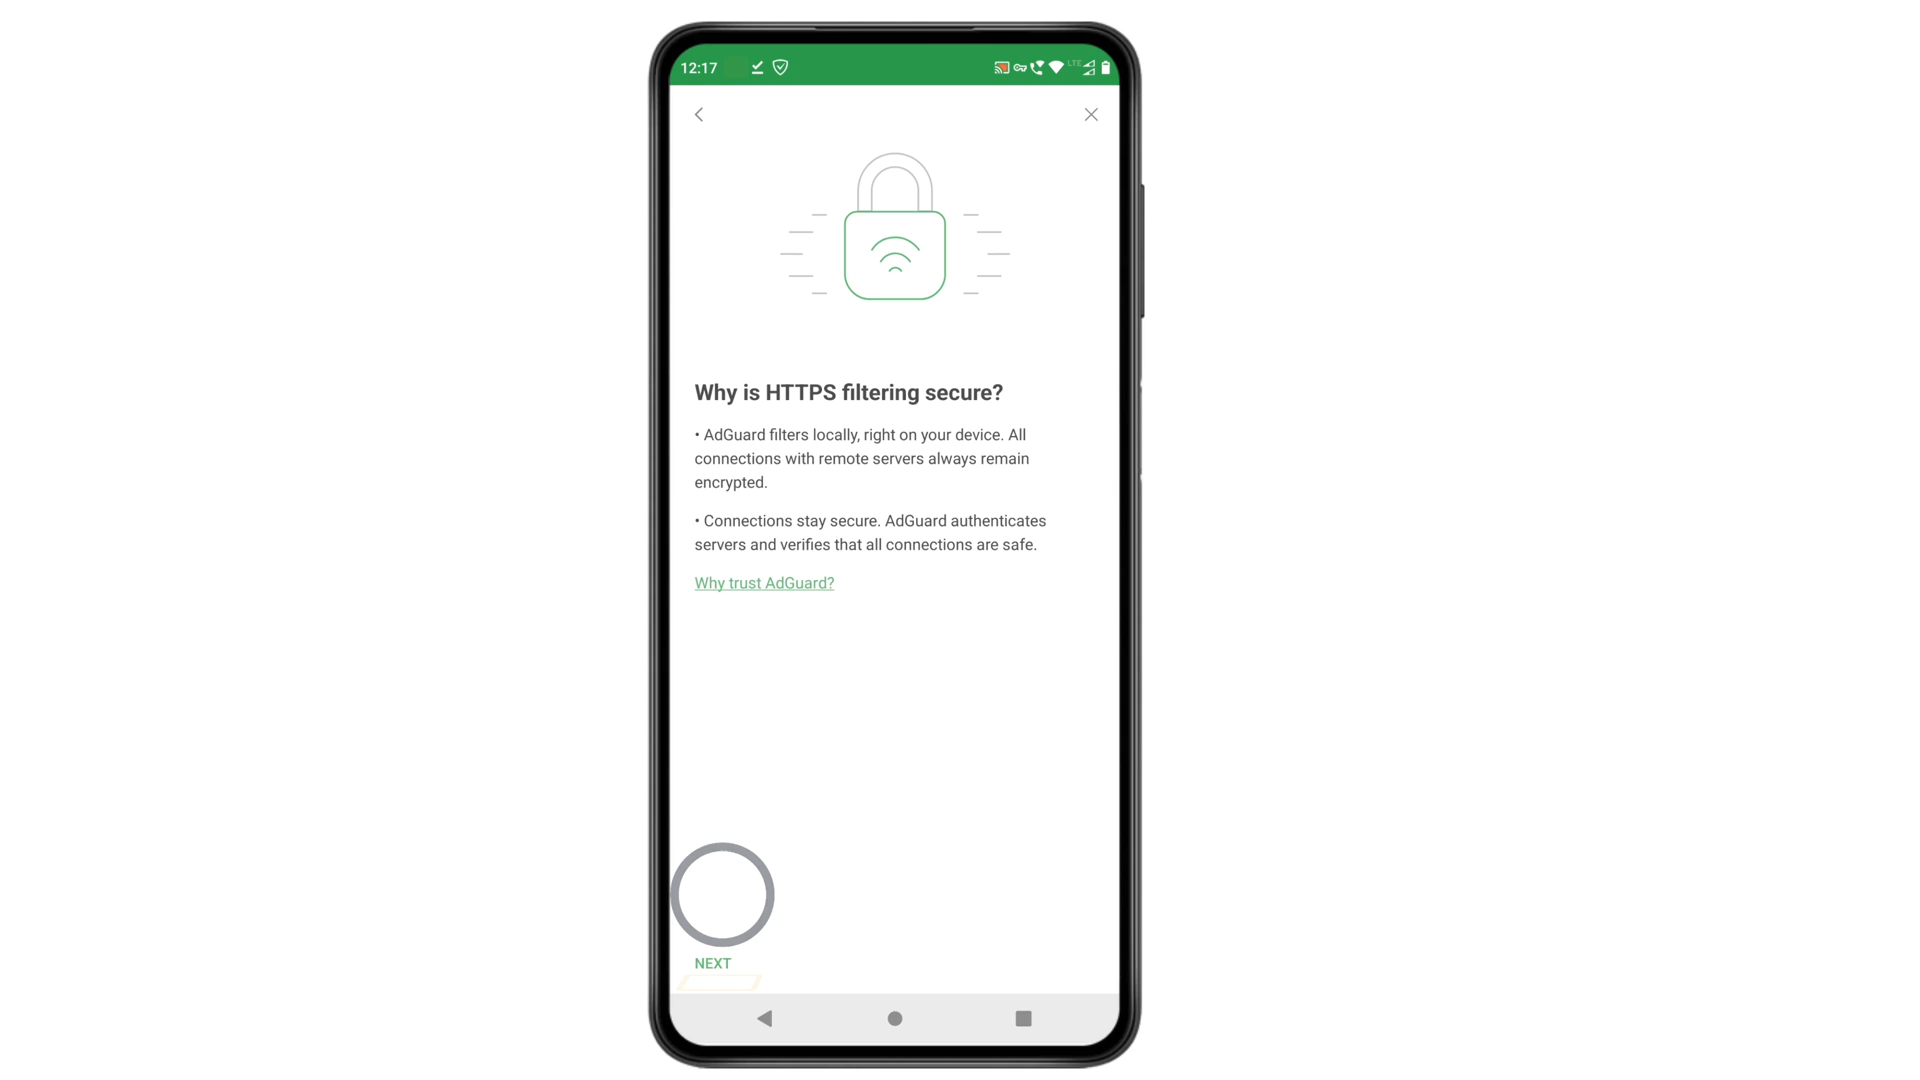 12:17
LTE
Why is HTTPS filtering secure?
• AdGuard filters locally, right on your device. All
connections with remote servers always remain
encrypted.
• Connections stay secure. AdGuard authenticates
servers and verifies that all connections are safe.
Why trust AdGuard?
NEXT